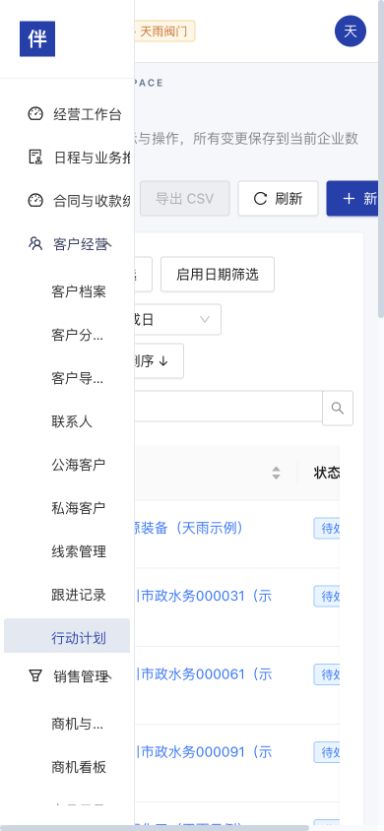 伴
天雨阀门
天
PACE
经营工作台
示与操作，所有变更保存到当前企业数
日程与业务推
合同与收款综
导出 CSV
刷新
新
客户经营
启用日期筛选
客户档案
成日
客户分...
倒序 ↓
客户导...
联系人
公海客户
状态
私海客户
源装备（天雨示例）
待处
线索管理
跟进记录
川市政水务000031（示
待处
行动计划
销售管理
川市政水务000061（示
待处
商机与...
川市政水务000091（示
待处
商机看板